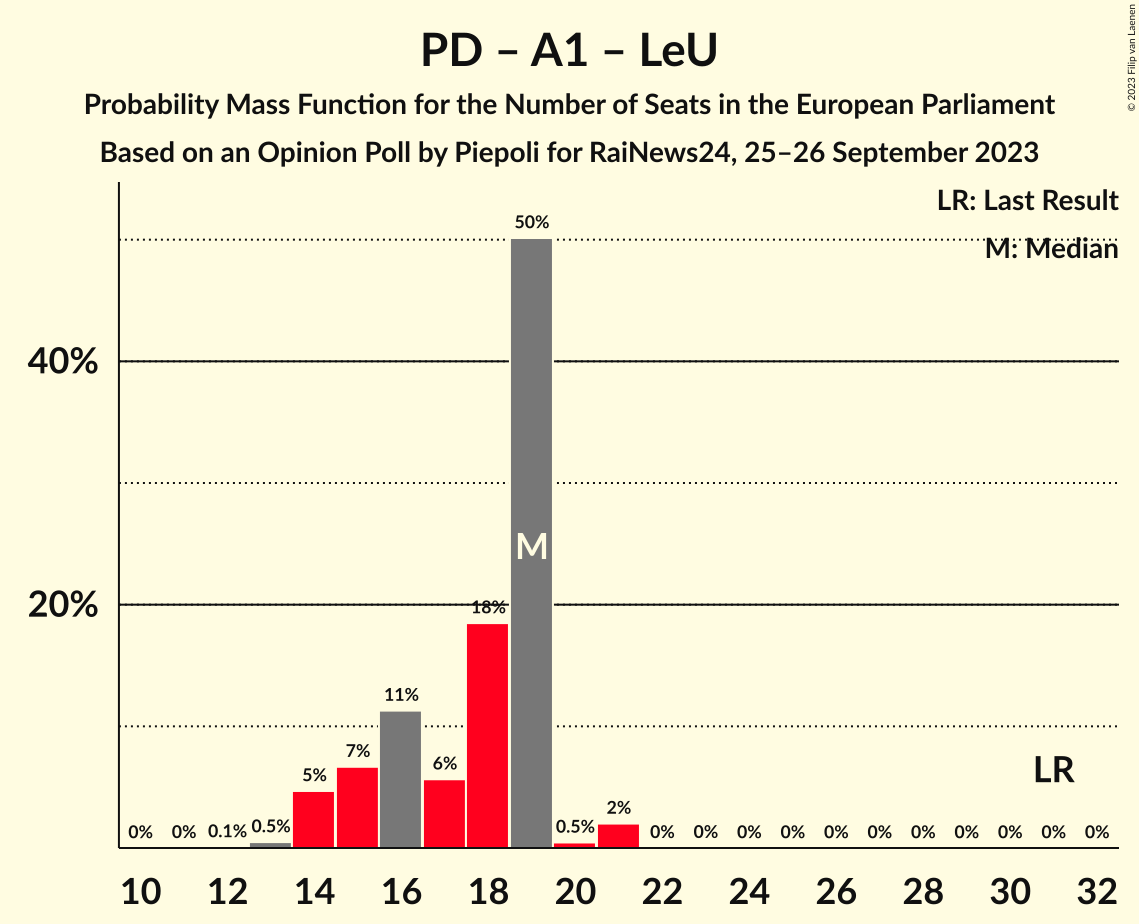 PD – A1 – LeU
Probability Mass Function for the Number of Seats in the European Parliament
Based on an Opinion Poll by Piepoli for RaiNews24, 25–26 September 2023
© 2023 Filip van Laenen
LR: Last Result
M: Median
50%
40%
M
20%
18%
11%
LR
7%
6%
5%
2%
0% 0% 0.1% 0.5% 0.5% 0% 0% 0% 0% 0% 0% 0% 0% 0% 0% 0%
10 12 14 16 18 20 22 24 26 28 30 32